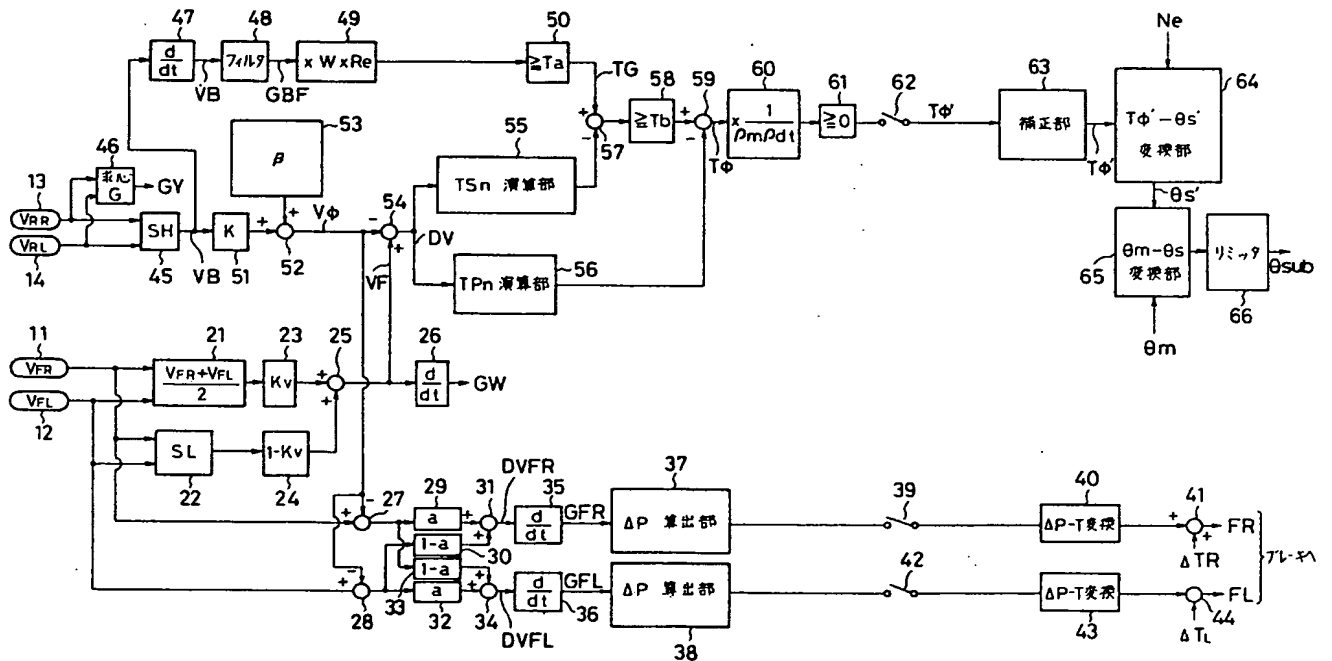 47
d/dt
V̇B
48
フィルタ
GBF
49
×W×Re
50
≧Ta
TG
58
≧Tb
59
Tφ
60
× 1/ρmρdt
61
≧0
62
Tφ'
63
補正部
Tφ'
Ne
64
Tφ'-θs'
変換部
θs'
65
θm-θs
変換部
θm
リミッタ
66
θsub
53
β
46
求心
G
GY
13
VRR
VRL
14
SH
45
VB
K
51
+
+
52
Vφ
-
54
+
DV
VF
55
TSn 演算部
+
-
57
56
TPn 演算部
+
-
11
VFR
VFL
12
21
VFR+VFL
2
23
Kv
25
+
+
26
d/dt
GW
SL
22
1-Kv
24
-
+
27
29
a
1-a
30
1-a
33
a
32
-
+
28
31
+
+
DVFR
35
d/dt
GFR
37
ΔP 算出部
39
40
ΔP-T変換
+
41
+
FR
ΔTR
34
+
+
DVFL
d/dt
36
GFL
ΔP 算出部
38
42
ΔP-T変換
43
44
FL
ΔTL
ブレーキへ